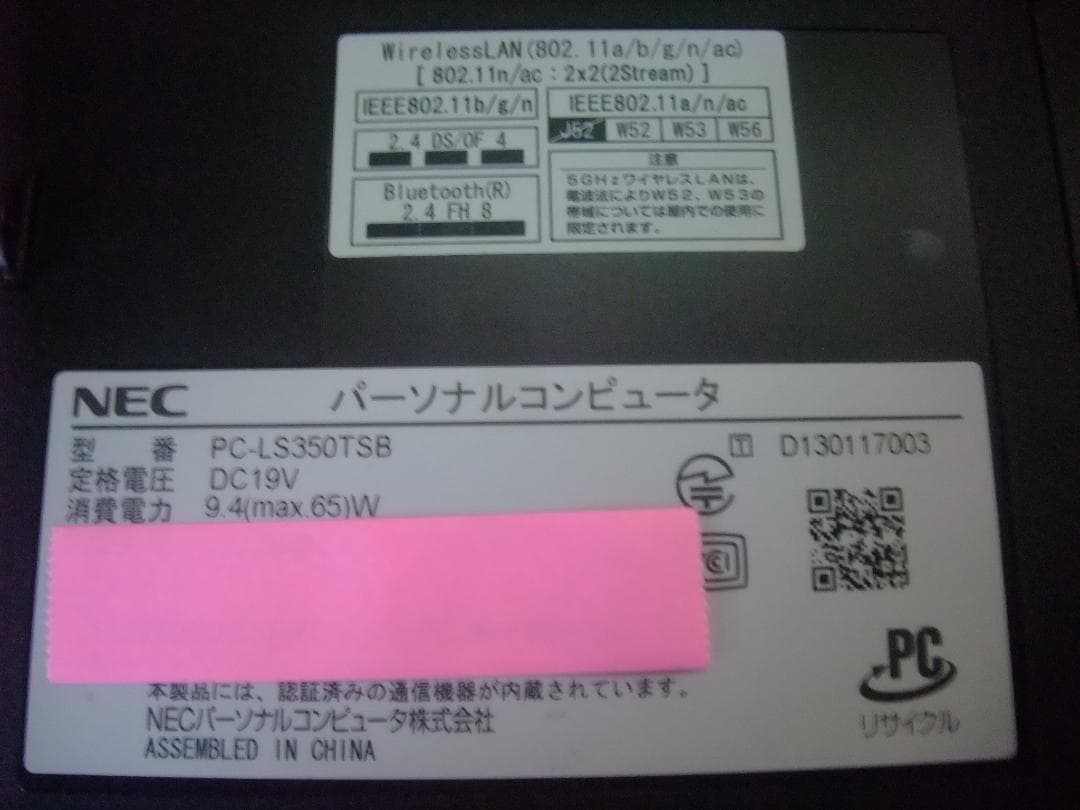 WirelessLAN(802.11a/b/g/n/ac)
[ 802.11n/ac : 2x2(2Stream) ]
IEEE802.11b/g/n
2.4 DS/OF 4
Bluetooth(R)
2.4 FH 8
IEEE802.11a/n/ac
J52 W52 W53 W56
注意
5GHzワイヤレスLANは、
電波法によりW52、W53の
帯域については屋内での使用に
限定されます。
NEC パーソナルコンピュータ
型 番 PC-LS350TSB
定格電圧 DC19V
消費電力 9.4(max.65)W
T D130117003
PC
リサイクル
本製品には、認証済みの通信機器が内蔵されています。
NECパーソナルコンピュータ株式会社
ASSEMBLED IN CHINA